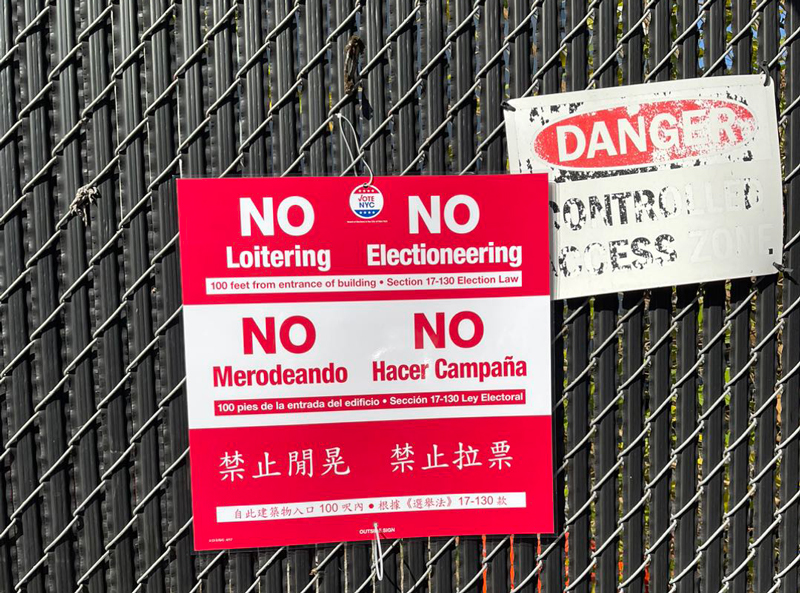 VOTE
NYC
NO
Loitering
NO
Electioneering
100 feet from entrance of building • Section 17-130 Election Law
NO
Merodeando
NO
Hacer Campaña
100 pies de la entrada del edificio • Sección 17-130 Ley Electoral
禁止閒晃
禁止拉票
自此建築物入口 100 呎內 • 根據《選舉法》 17-130 款
OUTSIDE SIGN
DANGER
CONTROLLED
ACCESS ZONE